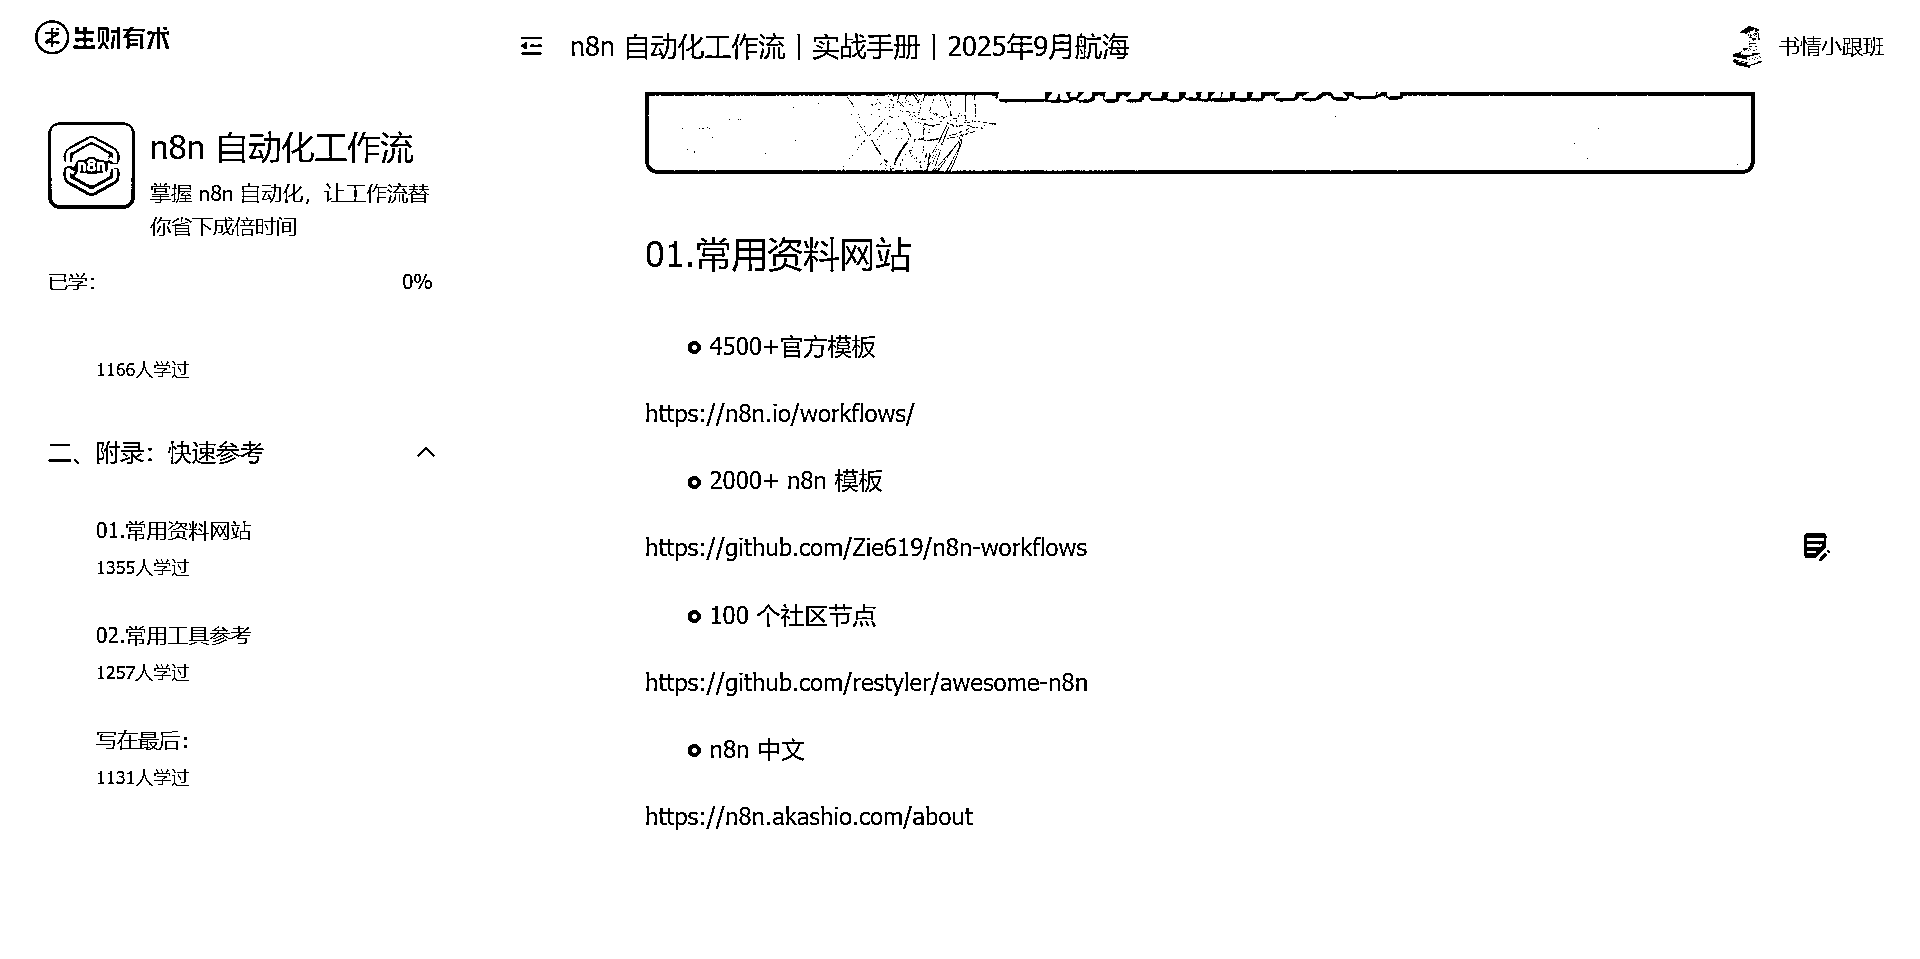 生财有术
n8n 自动化工作流
掌握 n8n 自动化，让工作流替
你省下成倍时间
已学：
0%
1166人学过
二、附录：快速参考
01.常用资料网站
1355人学过
02.常用工具参考
1257人学过
写在最后：
1131人学过
n8n 自动化工作流｜实战手册｜2025年9月航海
书情小跟班
01.常用资料网站
4500+官方模板
https://n8n.io/workflows/
2000+ n8n 模板
https://github.com/Zie619/n8n-workflows
100 个社区节点
https://github.com/restyler/awesome-n8n
n8n 中文
https://n8n.akashio.com/about